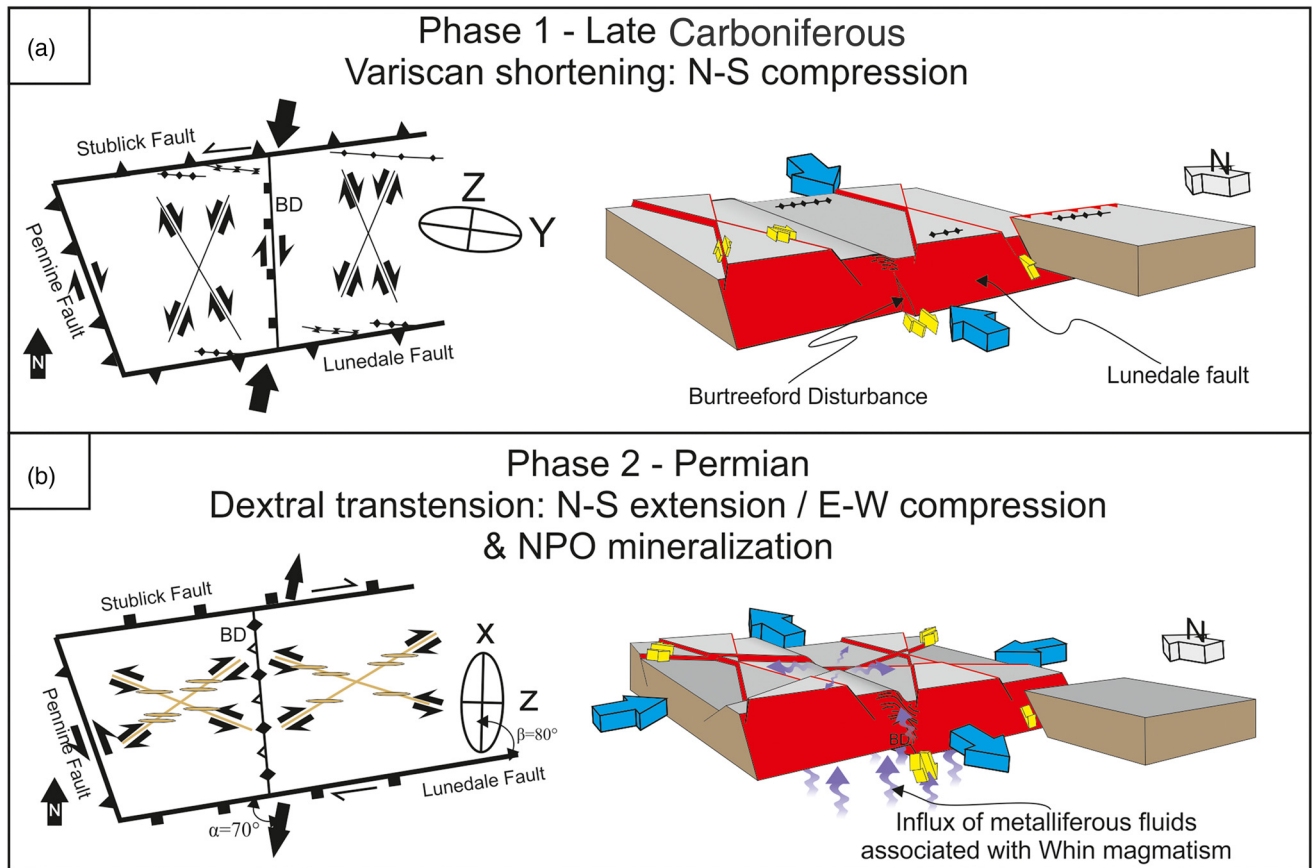 (a)
Phase 1 - Late Carboniferous
Variscan shortening: N-S compression
Stublick Fault
BD
Pennine Fault
N
Lunedale Fault
Z
Y
N
Burtreeford Disturbance
Lunedale fault
(b)
Phase 2 - Permian
Dextral transtension: N-S extension / E-W compression
& NPO mineralization
Stublick Fault
BD
Pennine Fault
N
α=70°
X
Z
β=80°
Lunedale Fault
N
BD
Influx of metalliferous fluids
associated with Whin magmatism